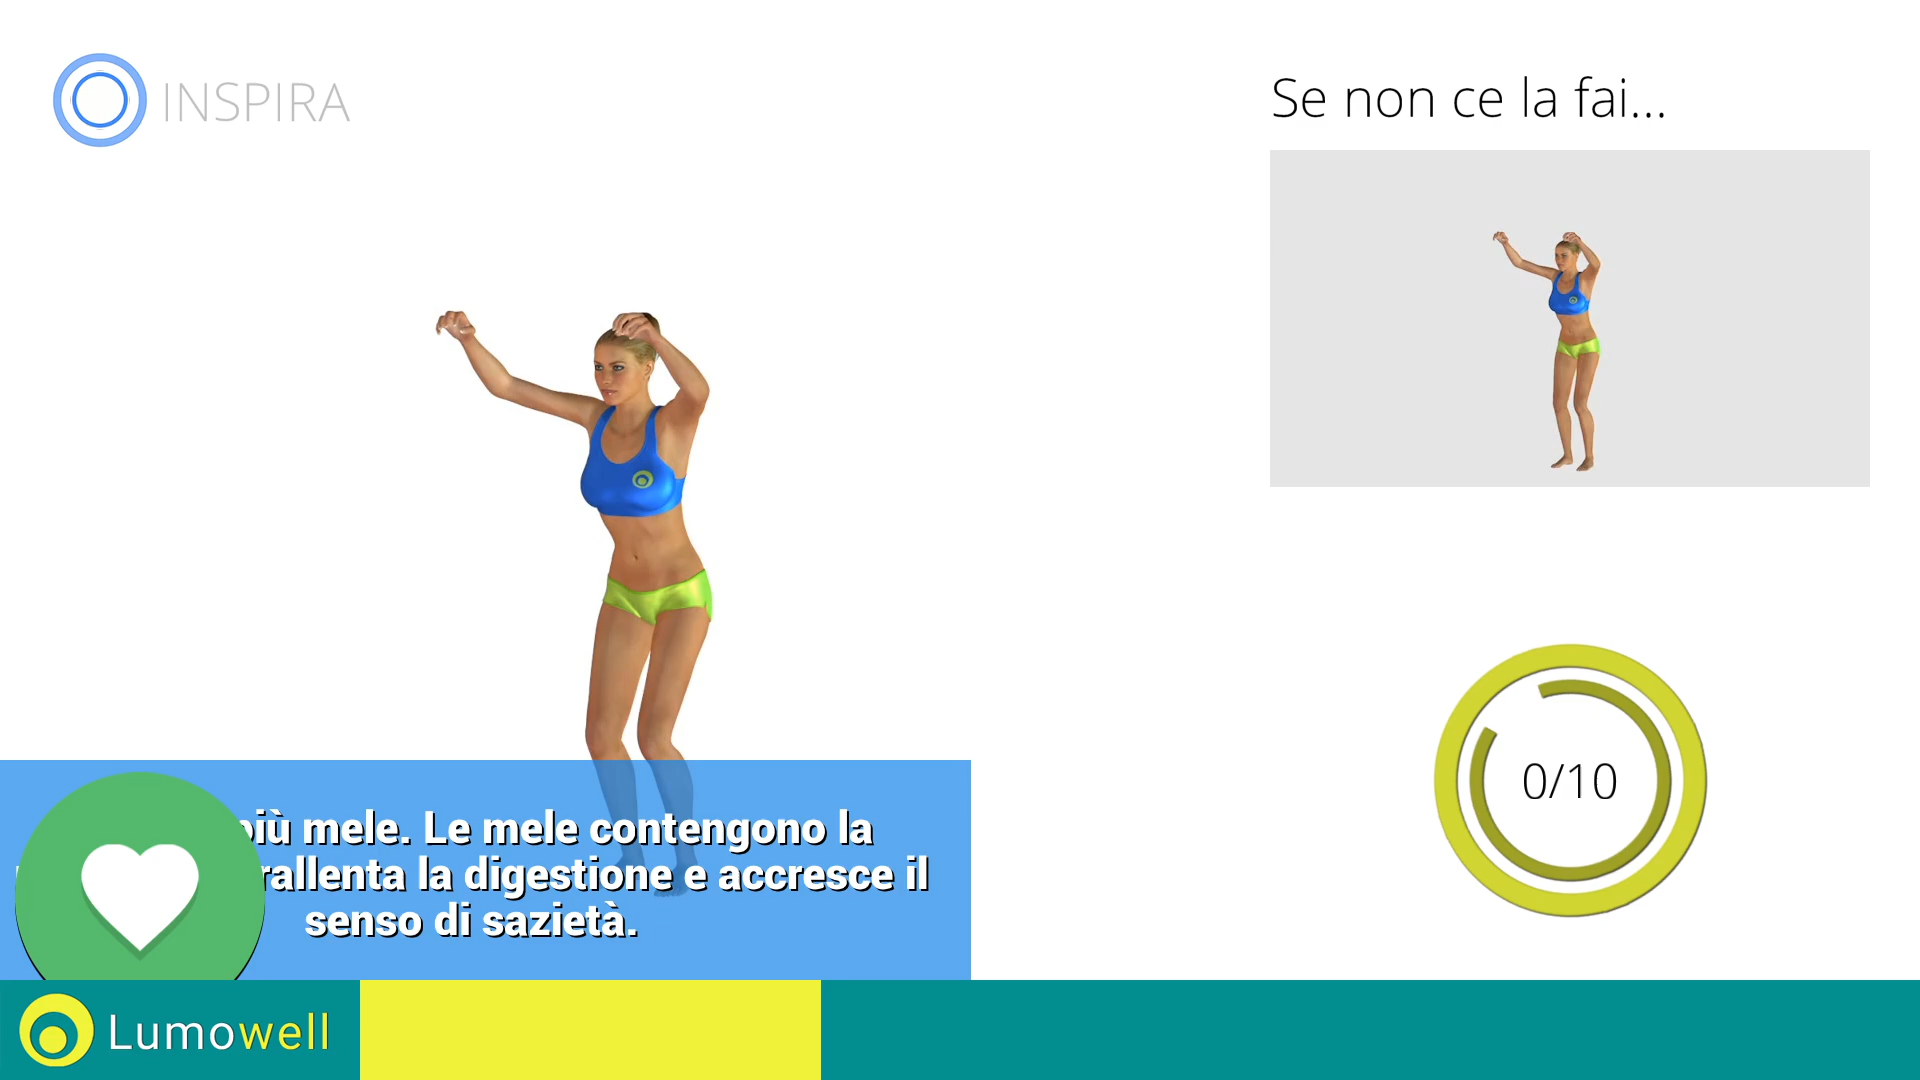 INSPIRA
Se non ce la fai...
0/10
più mele. Le mele contengono la
rallenta la digestione e accresce il
senso di sazietà.
Lumowell